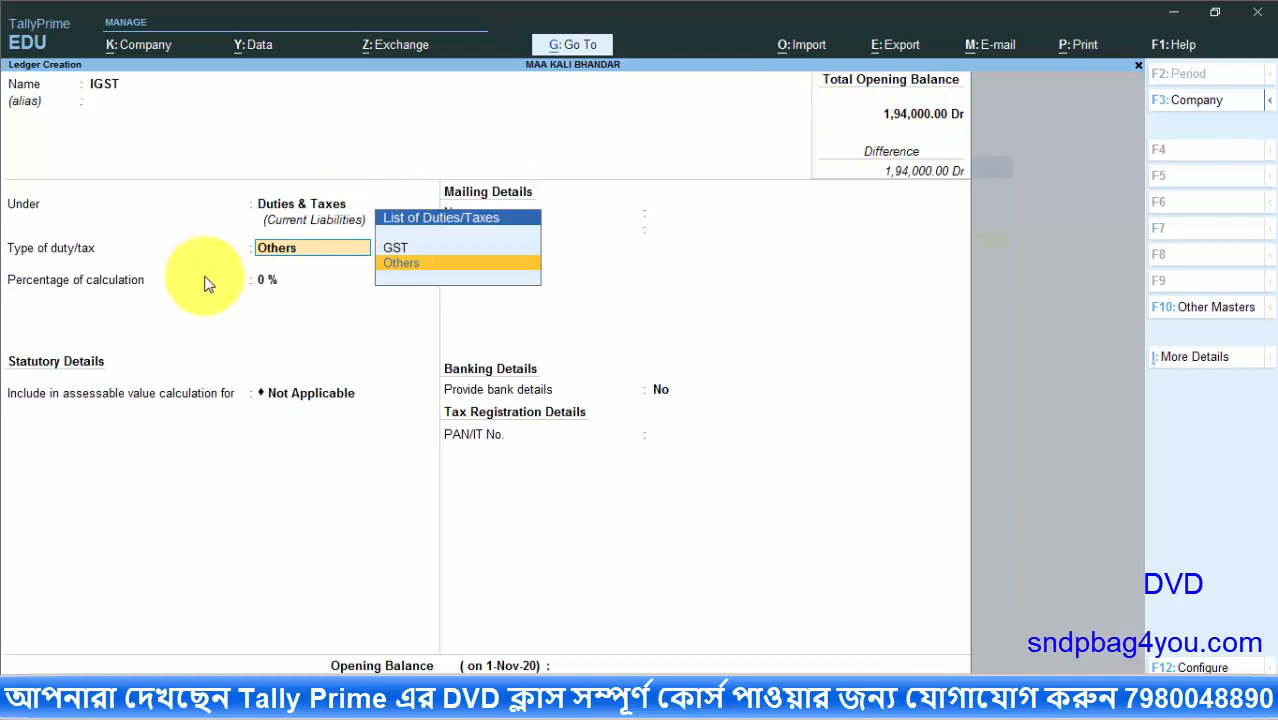 TallyPrime
EDU
MANAGE
K: Company
Y: Data
Z: Exchange
G: Go To
O: Import
E: Export
M: E-mail
P: Print
F1: Help
Ledger Creation
MAA KALI BHANDAR
Name : IGST
(alias) :
Total Opening Balance
1,94,000.00 Dr
Difference
1,94,000.00 Dr
Under : Duties & Taxes
(Current Liabilities)
Type of duty/tax : Others
Percentage of calculation : 0 %
List of Duties/Taxes
GST
Others
Statutory Details
Include in assessable value calculation for : ♦ Not Applicable
Mailing Details
:
:
Banking Details
Provide bank details : No
Tax Registration Details
PAN/IT No. :
Opening Balance ( on 1-Nov-20) :
F2: Period
F3: Company
F4
F5
F6
F7
F8
F9
F10: Other Masters
I: More Details
F12: Configure
DVD
sndpbag4you.com
আপনারা দেখছেন Tally Prime এর DVD ক্লাস সম্পূর্ণ কোর্স পাওয়ার জন্য যোগাযোগ করুন 7980048890